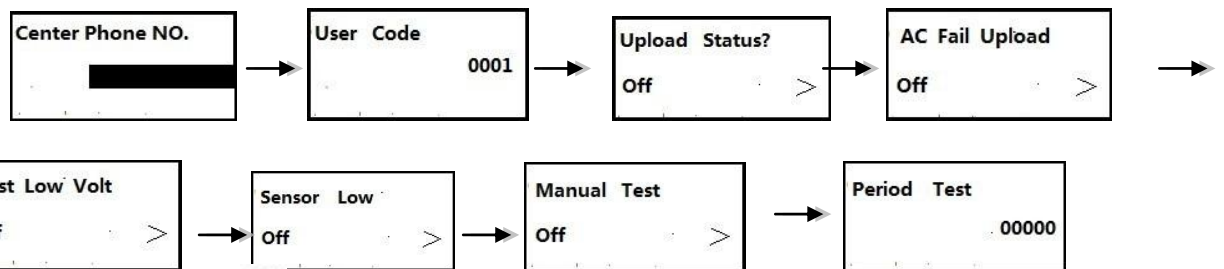 Center Phone NO.
User Code
0001
Upload Status?
Off >
AC Fail Upload
Off >
st Low Volt
>
Sensor Low
Off >
Manual Test
Off >
Period Test
00000